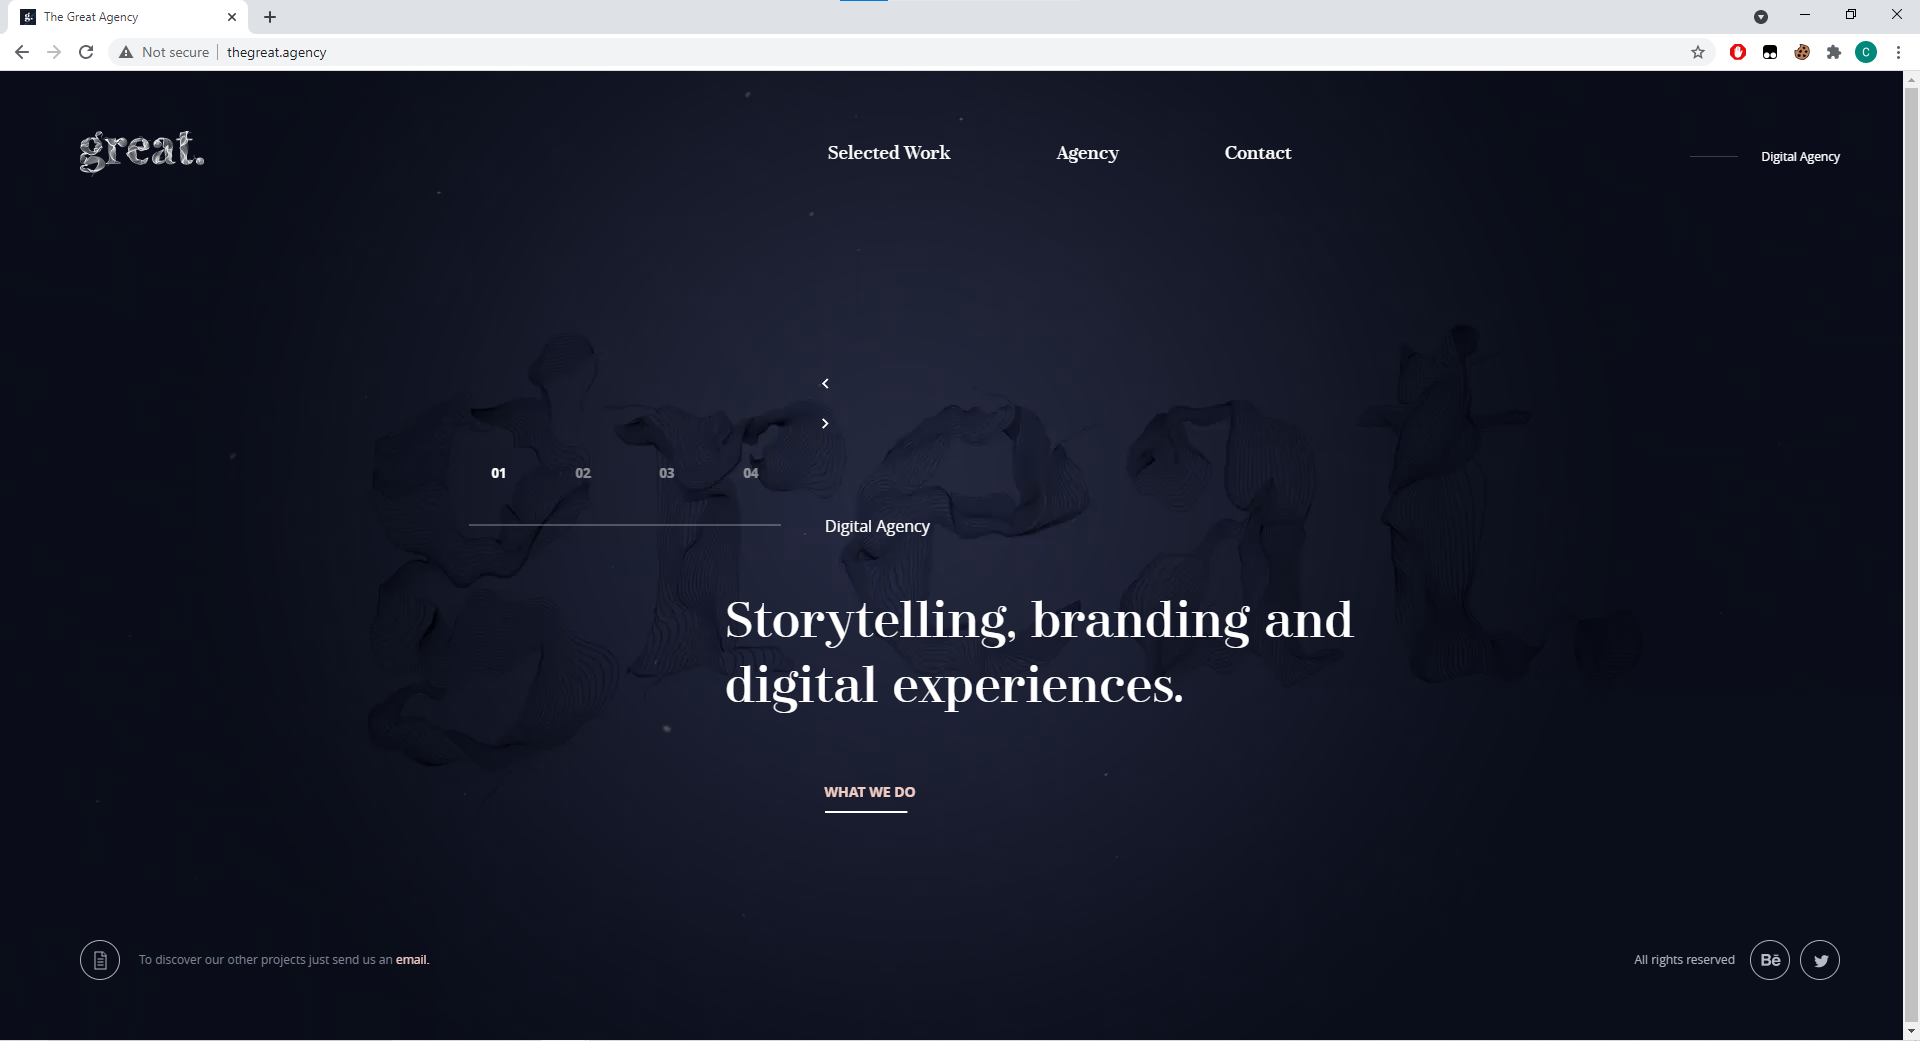 g.
The Great Agency
Not secure
thegreat.agency
C
great.
Selected Work
Agency
Contact
Digital Agency
great.
01
02
03
04
Digital Agency
Storytelling, branding and
digital experiences.
WHAT WE DO
To discover our other projects just send us an email.
All rights reserved
Bē